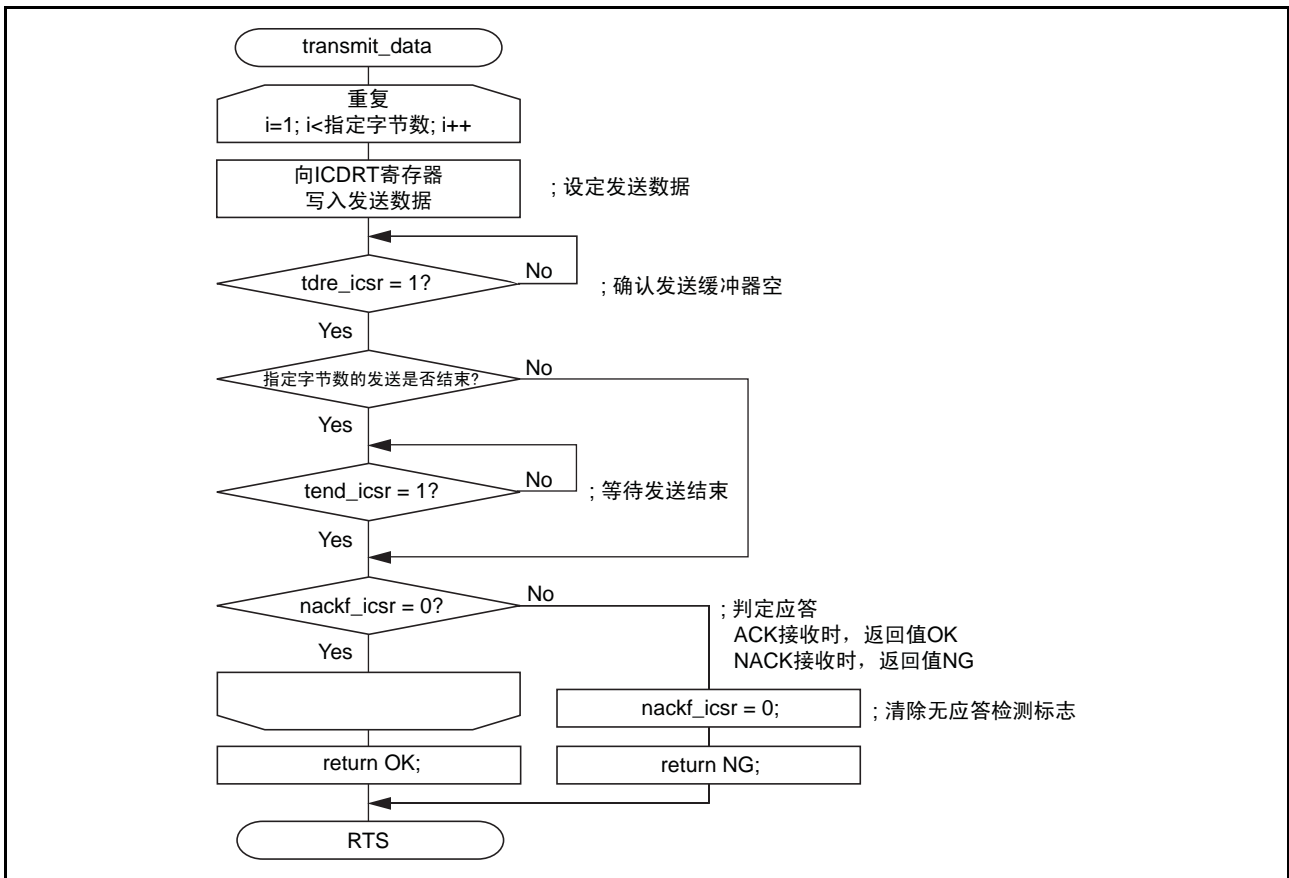 transmit_data
重复
i=1; i<指定字节数; i++
向ICDRT寄存器
写入发送数据
; 设定发送数据
tdre_icsr = 1?
No
; 确认发送缓冲器空
Yes
指定字节数的发送是否结束?
No
Yes
tend_icsr = 1?
No
; 等待发送结束
Yes
nackf_icsr = 0?
No
; 判定应答
ACK接收时，返回值OK
NACK接收时，返回值NG
Yes
nackf_icsr = 0;
; 清除无应答检测标志
return OK;
return NG;
RTS